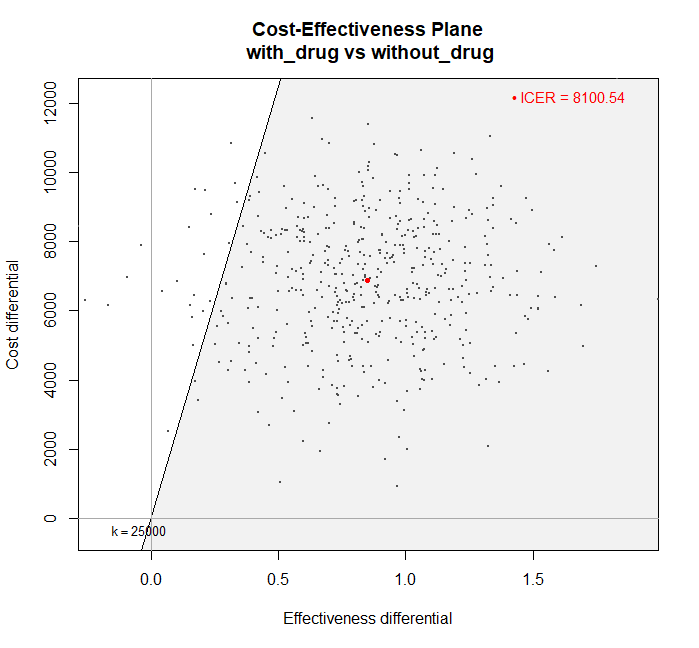 Cost-Effectiveness Plane
with_drug vs without_drug
• ICER = 8100.54
12000
10000
8000
6000
4000
2000
0
Cost differential
k = 25000
0.0 0.5 1.0 1.5
Effectiveness differential